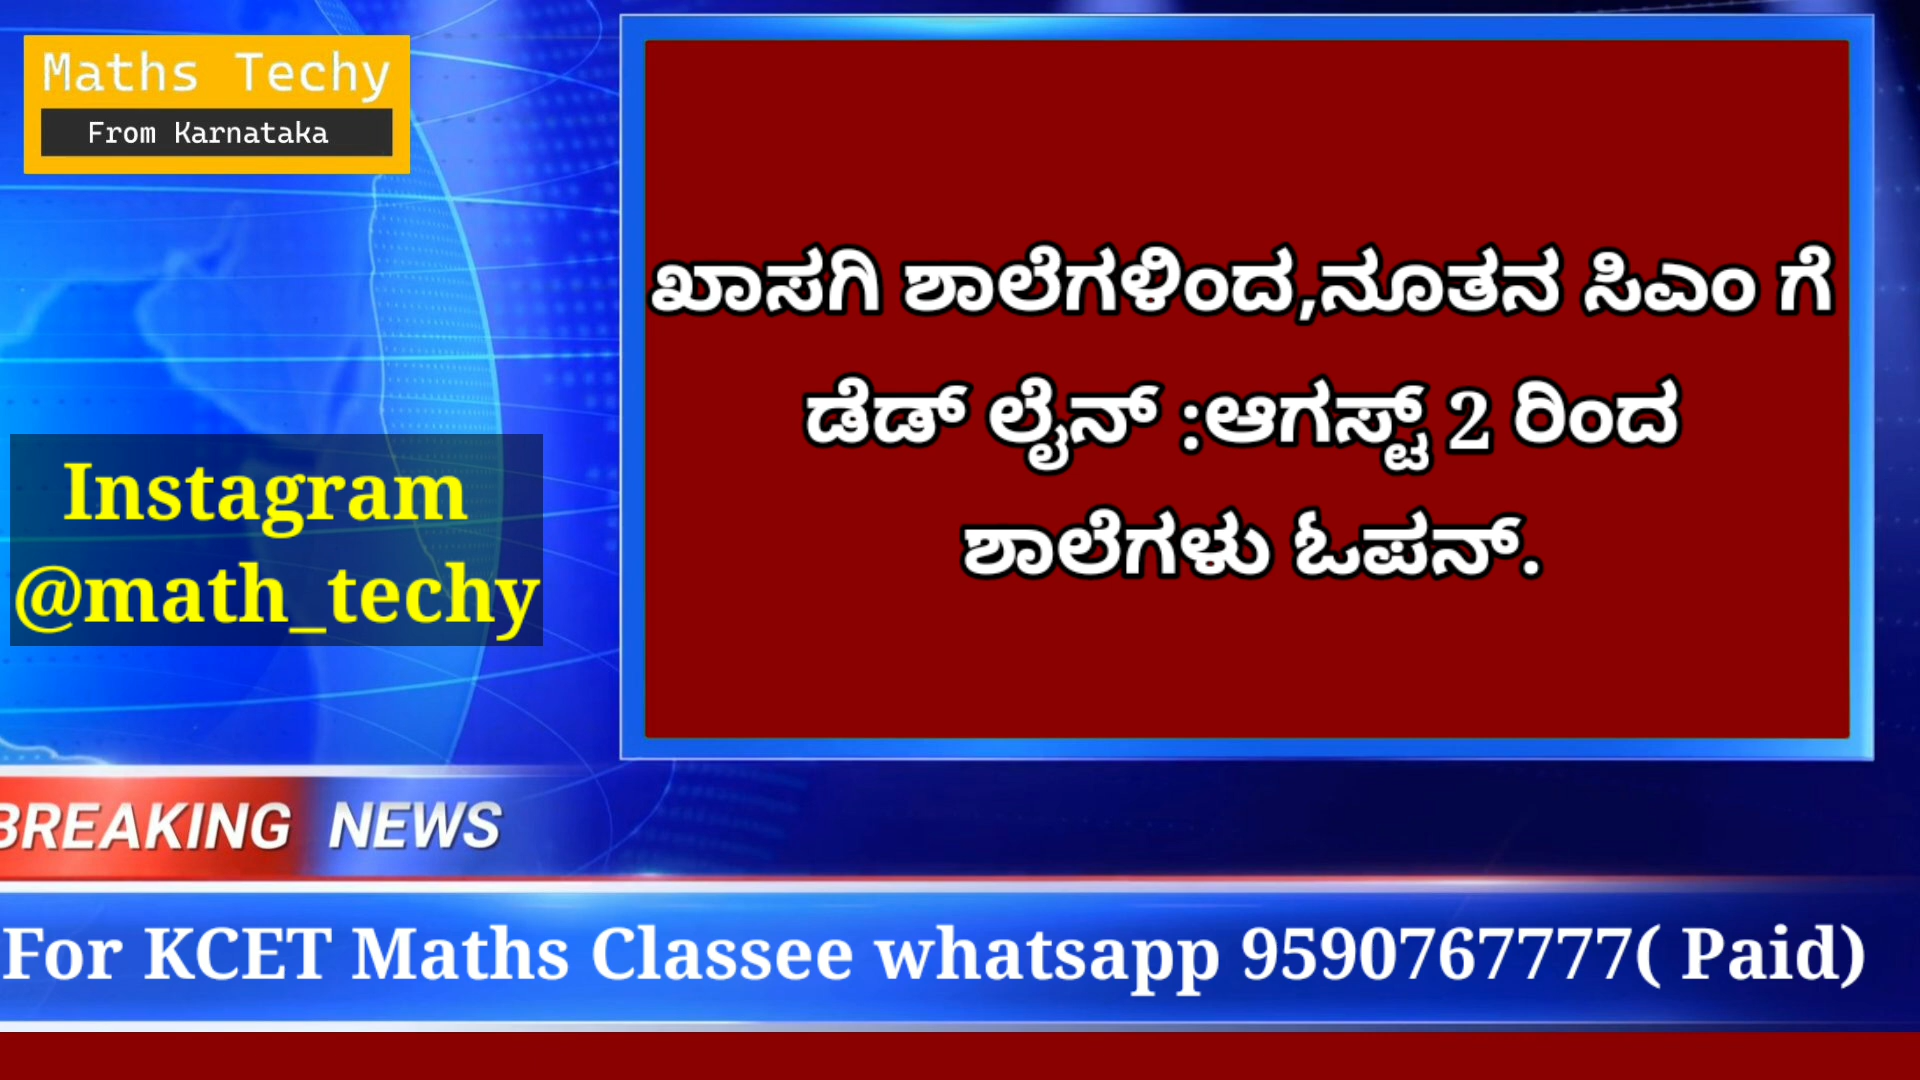 Maths Techy
From Karnataka
ಖಾಸಗಿ ಶಾಲೆಗಳಿಂದ,ನೂತನ ಸಿಎಂ ಗೆ
ಡೆಡ್ ಲೈನ್ :ಆಗಸ್ಟ್ 2 ರಿಂದ
ಶಾಲೆಗಳು ಓಪನ್.
Instagram
@math_techy
BREAKING NEWS
For KCET Maths Classee whatsapp 9590767777( Paid)